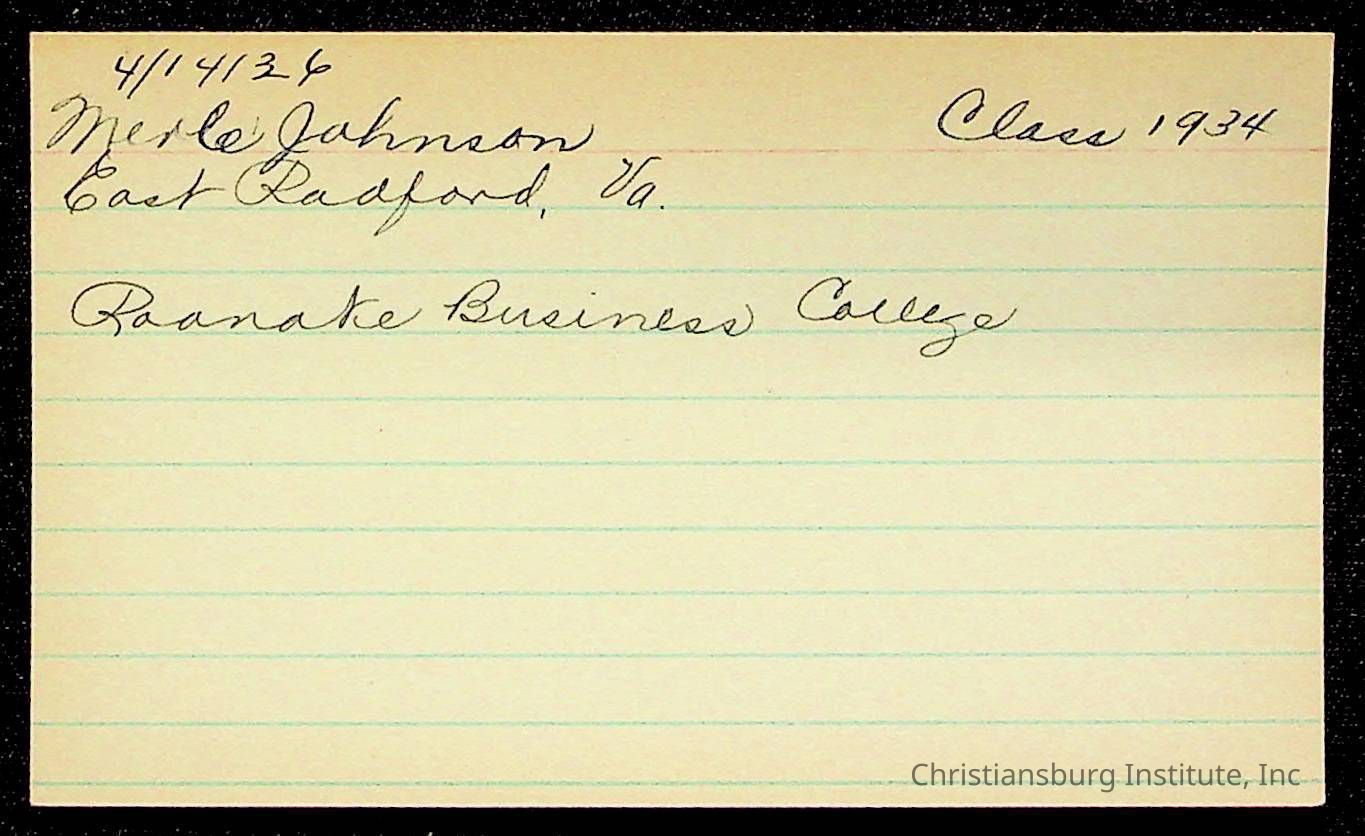 4/14/36
Merle Johnson Class 1934
East Radford, Va.
Roanoke Business College
Christiansburg Institute, Inc